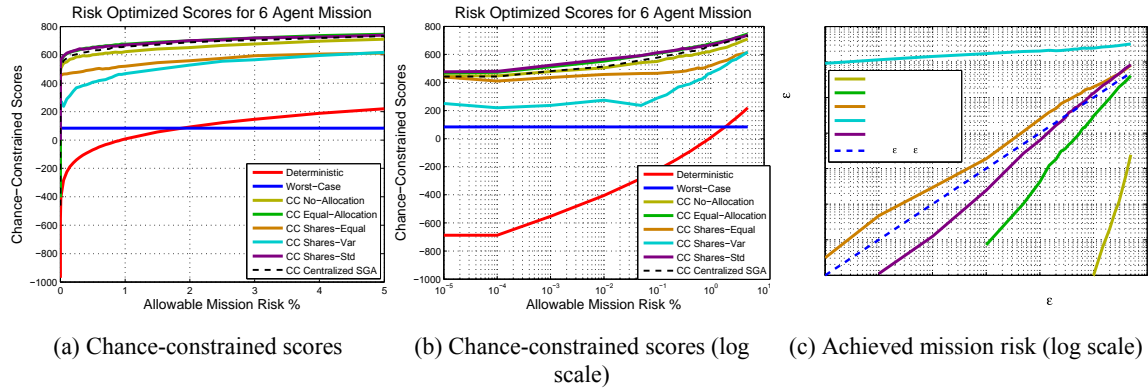 Risk Optimized Scores for 6 Agent Mission
Chance−Constrained Scores
800
600
400
200
0
−200
−400
−600
−800
−1000
0
1
2
3
4
5
Allowable Mission Risk %
Deterministic
Worst−Case
CC No−Allocation
CC Equal−Allocation
CC Shares−Equal
CC Shares−Var
CC Shares−Std
CC Centralized SGA
(a) Chance-constrained scores
Risk Optimized Scores for 6 Agent Mission
Chance−Constrained Scores
800
600
400
200
0
−200
−400
−600
−800
−1000
10−5
10−4
10−3
10−2
10−1
100
101
Allowable Mission Risk %
Deterministic
Worst−Case
CC No−Allocation
CC Equal−Allocation
CC Shares−Equal
CC Shares−Var
CC Shares−Std
CC Centralized SGA
(b) Chance-constrained scores (log
scale)
ε
ε ε
ε
(c) Achieved mission risk (log scale)